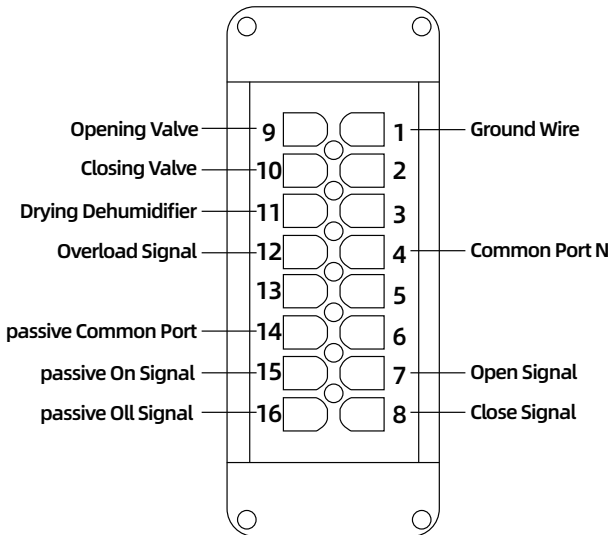 Opening Valve 9 1 Ground Wire
Closing Valve 10 2
Drying Dehumidifier 11 3
Overload Signal 12 4 Common Port N
13 5
passive Common Port 14 6
passive On Signal 15 7 Open Signal
passive Oll Signal 16 8 Close Signal